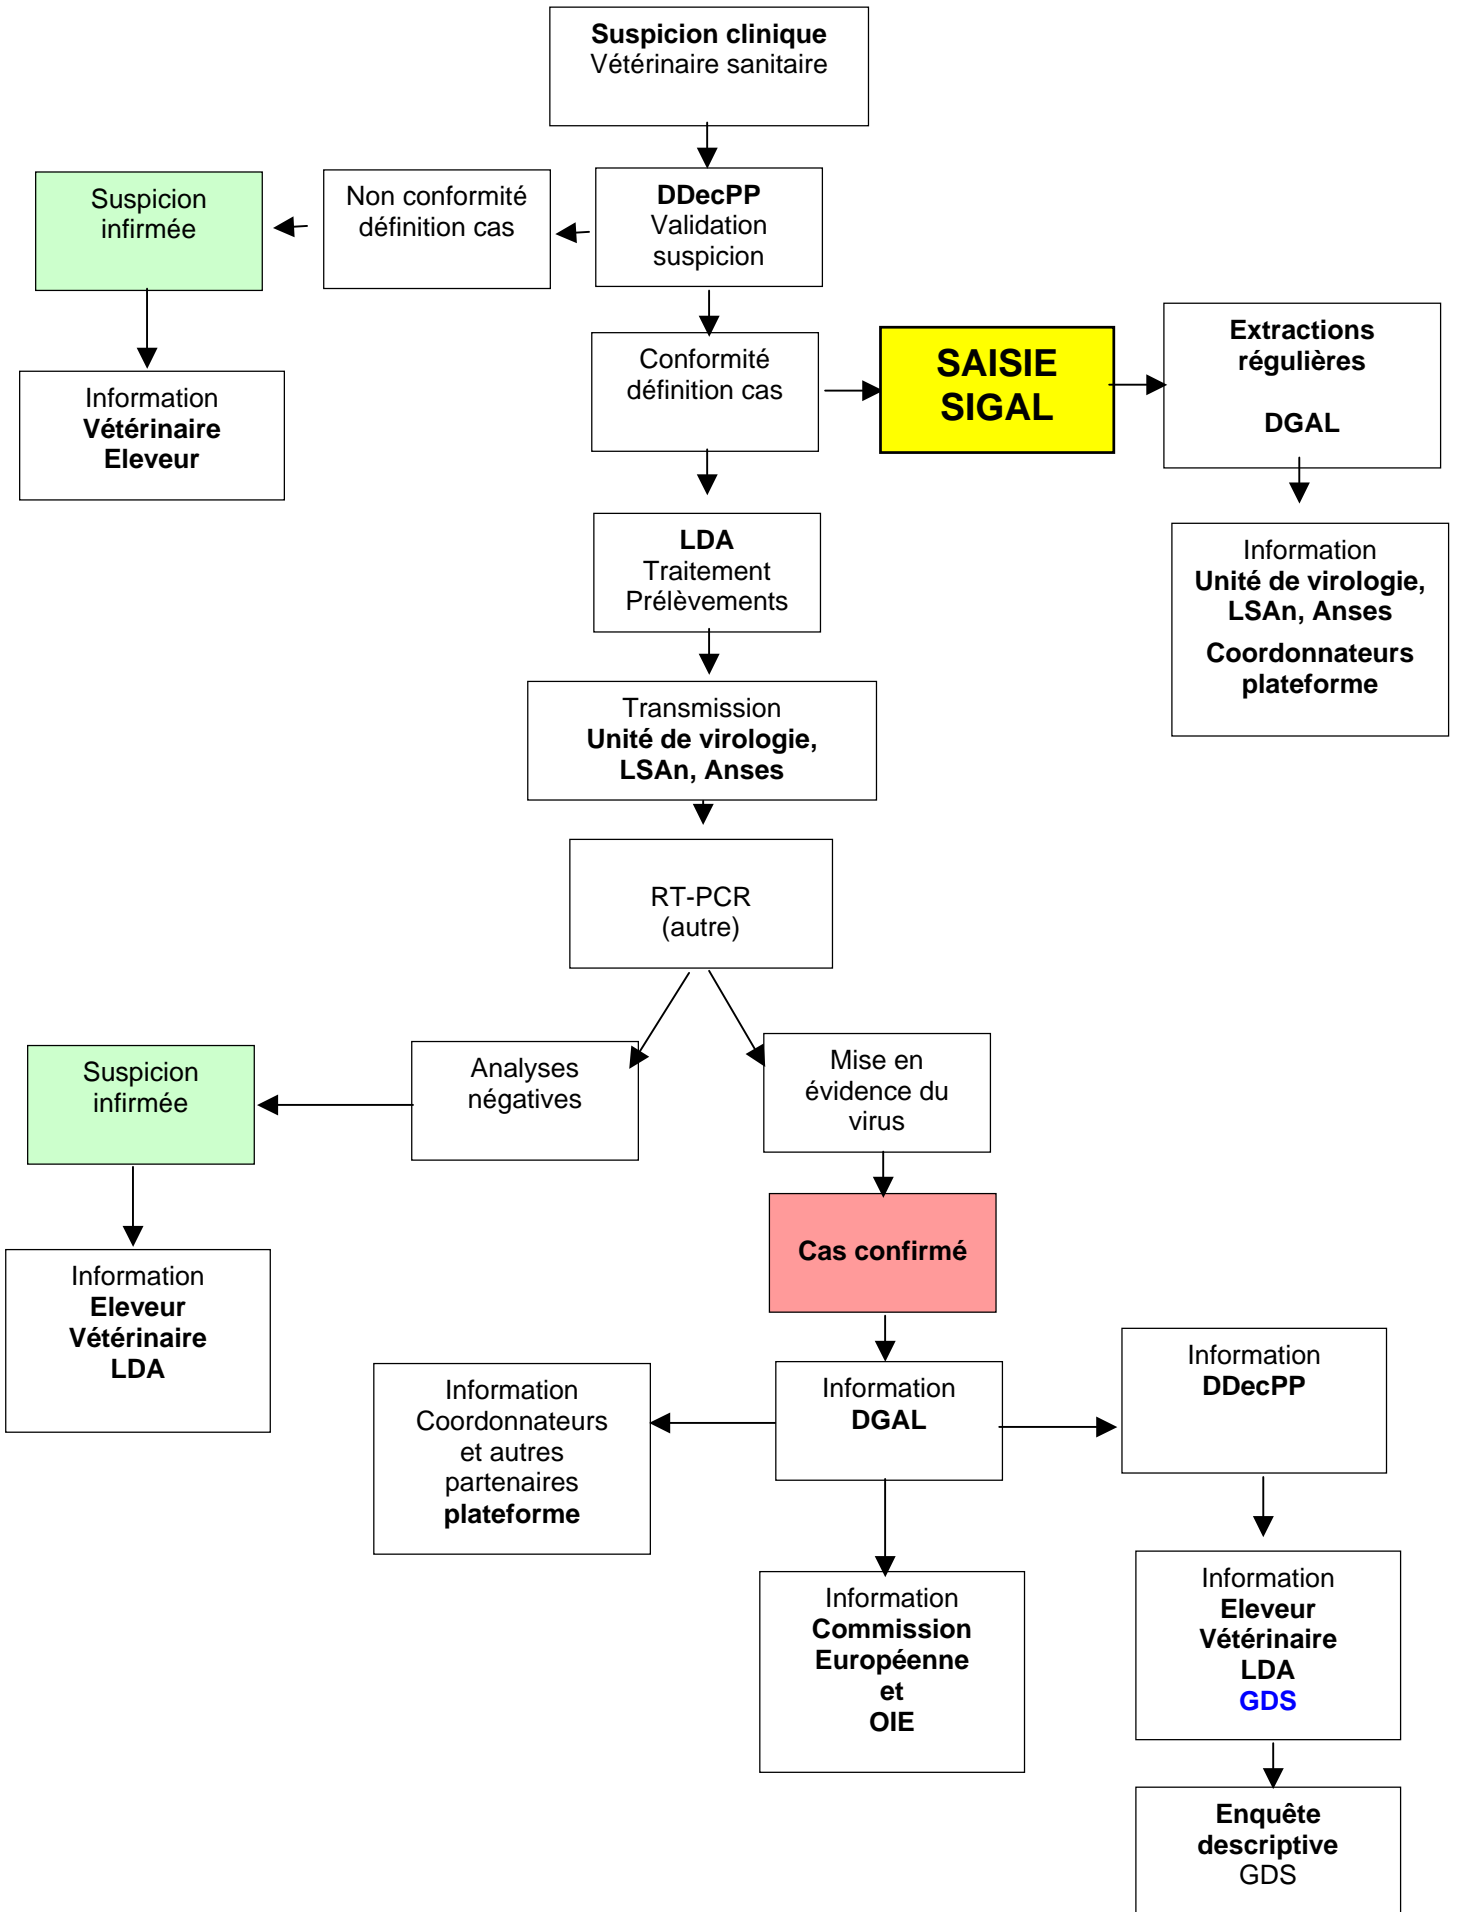 Suspicion clinique
Vétérinaire sanitaire
Suspicion
infirmée
Non conformité
définition cas
DDecPP
Validation
suspicion
Information
Vétérinaire
Eleveur
Conformité
définition cas
SAISIE
SIGAL
Extractions
régulières
DGAL
LDA
Traitement
Prélèvements
Information
Unité de virologie,
LSAn, Anses
Coordonnateurs
plateforme
Transmission
Unité de virologie,
LSAn, Anses
RT-PCR
(autre)
Suspicion
infirmée
Analyses
négatives
Mise en
évidence du
virus
Cas confirmé
Information
Eleveur
Vétérinaire
LDA
Information
Coordonnateurs
et autres
partenaires
plateforme
Information
DGAL
Information
DDecPP
Information
Commission
Européenne
et
OIE
Information
Eleveur
Vétérinaire
LDA
GDS
Enquête
descriptive
GDS